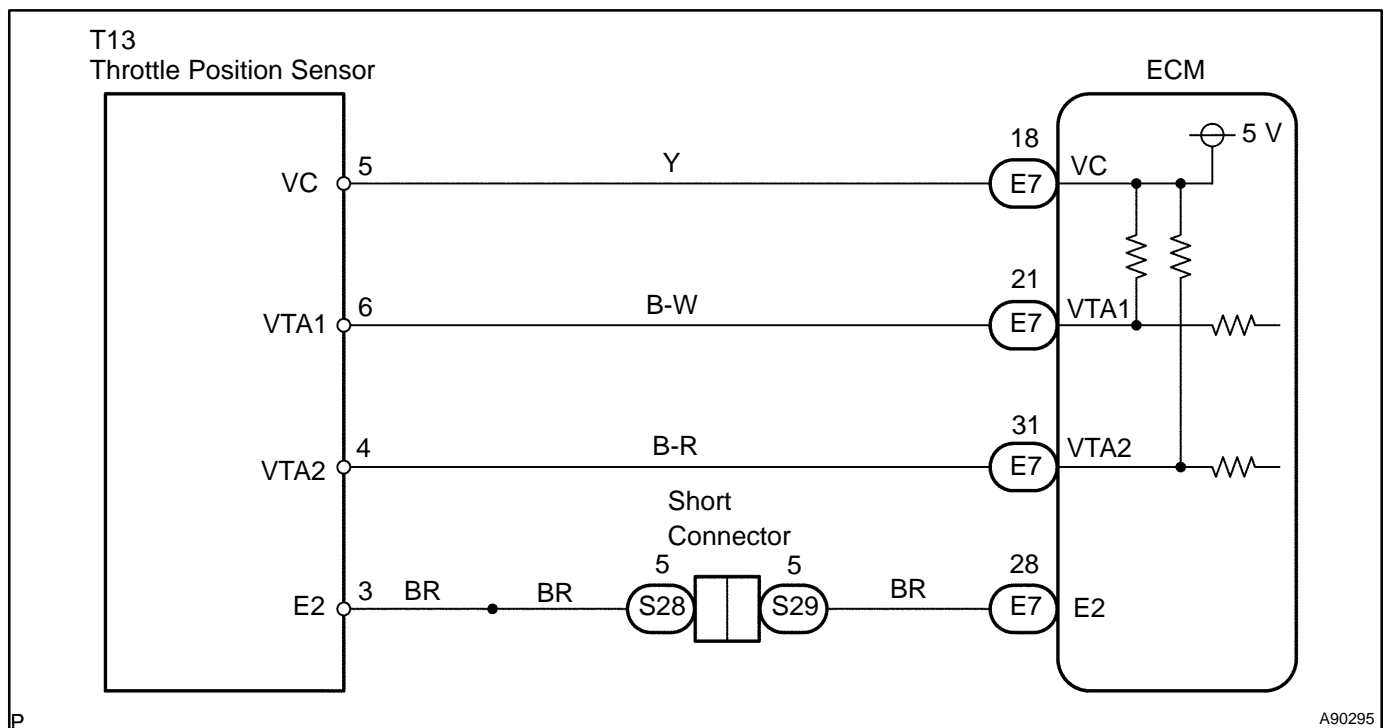 T13
Throttle Position Sensor
ECM
5 V
VC
5
Y
18
E7
VC
VTA1
6
B-W
21
E7
VTA1
VTA2
4
B-R
31
E7
VTA2
Short
Connector
E2
3
BR
BR
5
S28
5
S29
BR
28
E7
E2
P
A90295